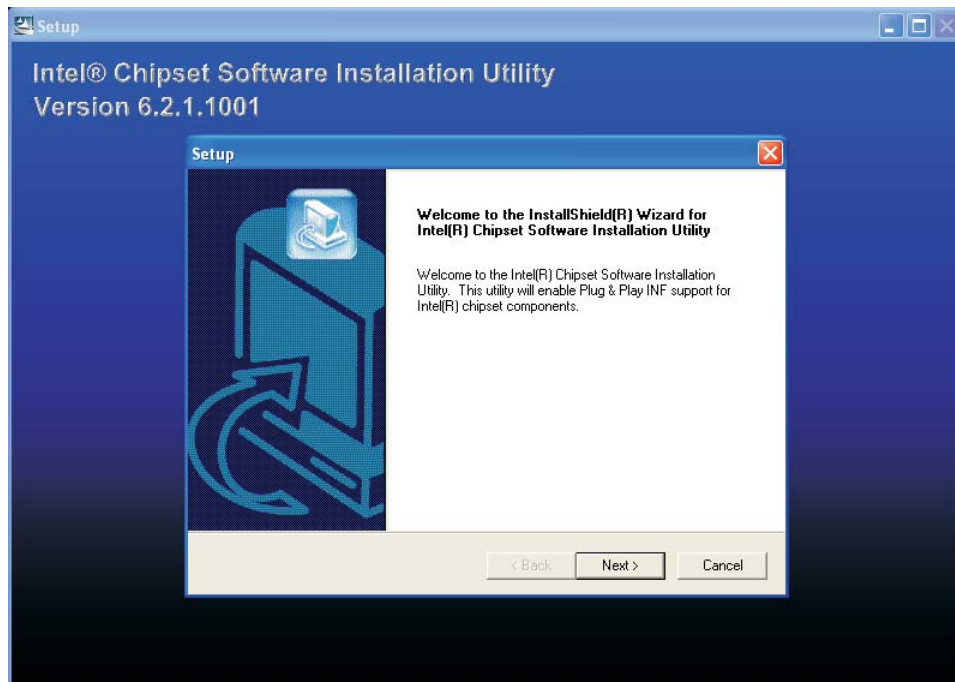 Setup
Intel® Chipset Software Installation Utility
Version 6.2.1.1001
Setup
Welcome to the InstallShield(R) Wizard for
Intel(R) Chipset Software Installation Utility
Welcome to the Intel(R) Chipset Software Installation
Utility. This utility will enable Plug & Play INF support for
Intel(R) chipset components.
< Back
Next >
Cancel